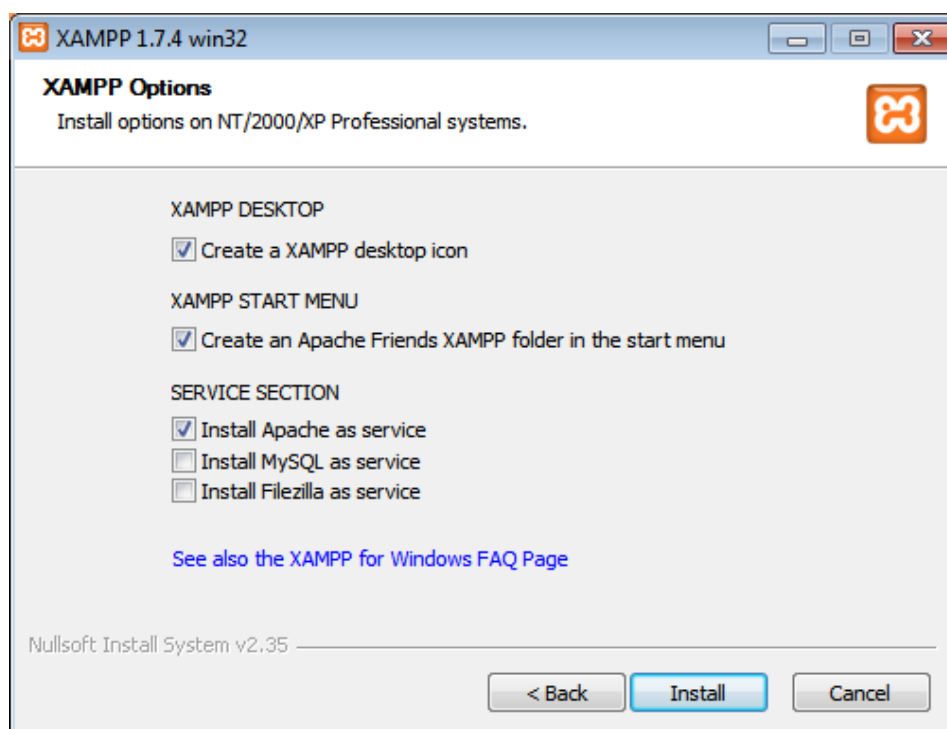 XAMPP 1.7.4 win32
XAMPP Options
Install options on NT/2000/XP Professional systems.
XAMPP DESKTOP
Create a XAMPP desktop icon
XAMPP START MENU
Create an Apache Friends XAMPP folder in the start menu
SERVICE SECTION
Install Apache as service
Install MySQL as service
Install Filezilla as service
See also the XAMPP for Windows FAQ Page
Nullsoft Install System v2.35
< Back Install Cancel